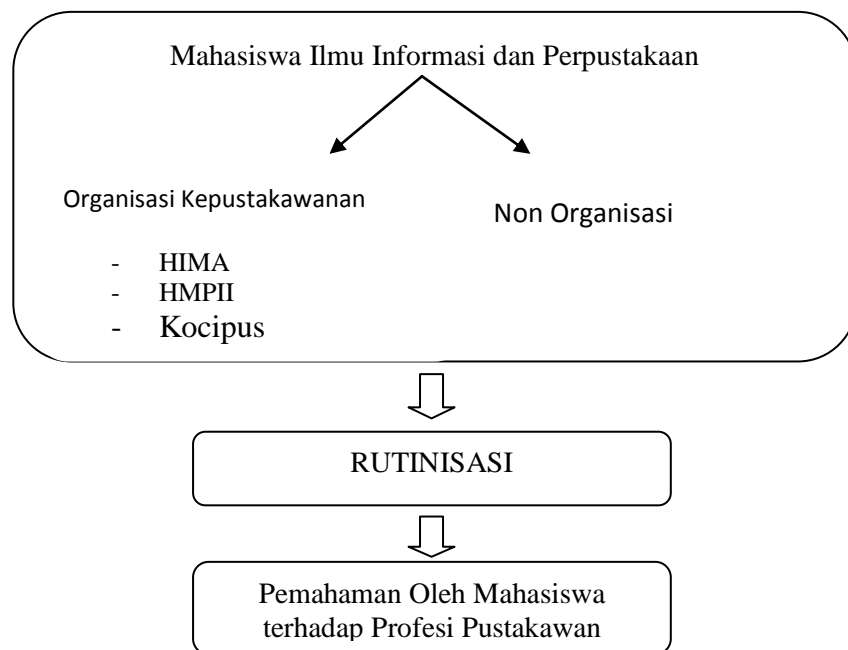 Mahasiswa Ilmu Informasi dan Perpustakaan
Organisasi Kepustakawanan
Non Organisasi
- HIMA
- HMPII
- Kocipus
RUTINISASI
Pemahaman Oleh Mahasiswa
terhadap Profesi Pustakawan